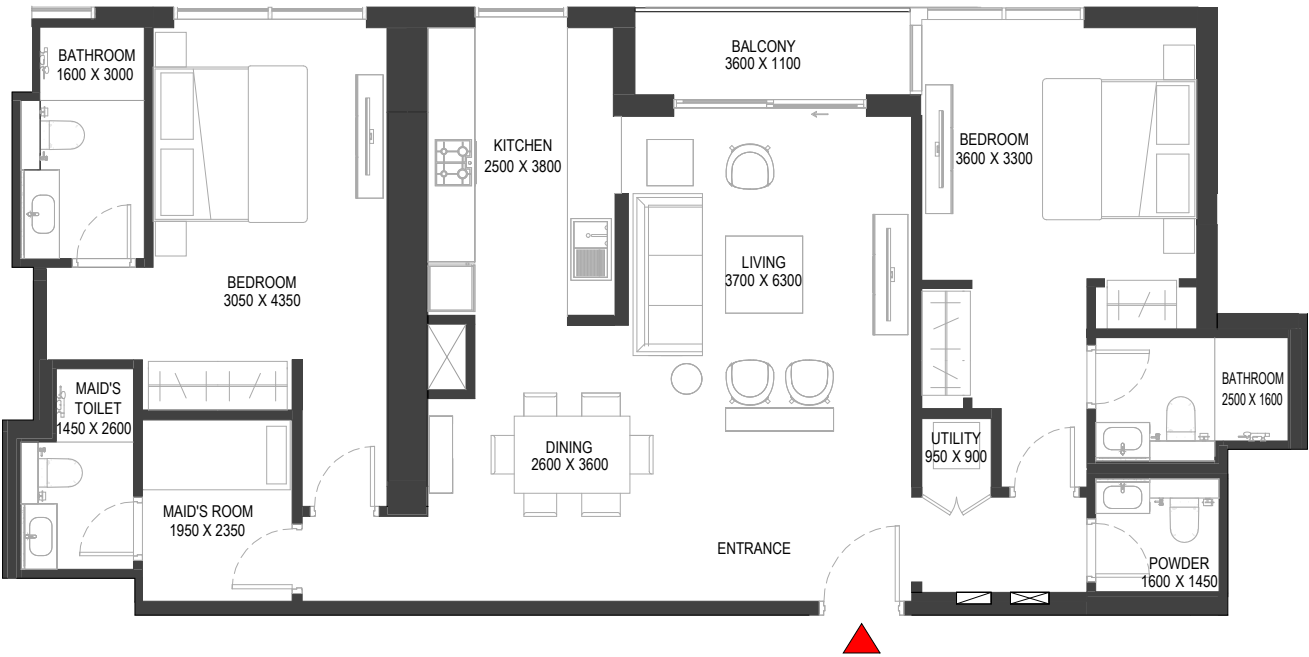 BATHROOM
1600 X 3000
BALCONY
3600 X 1100
KITCHEN
2500 X 3800
BEDROOM
3600 X 3300
BEDROOM
3050 X 4350
LIVING
3700 X 6300
MAID'S
TOILET
1450 X 2600
BATHROOM
2500 X 1600
DINING
2600 X 3600
UTILITY
950 X 900
MAID'S ROOM
1950 X 2350
ENTRANCE
POWDER
1600 X 1450